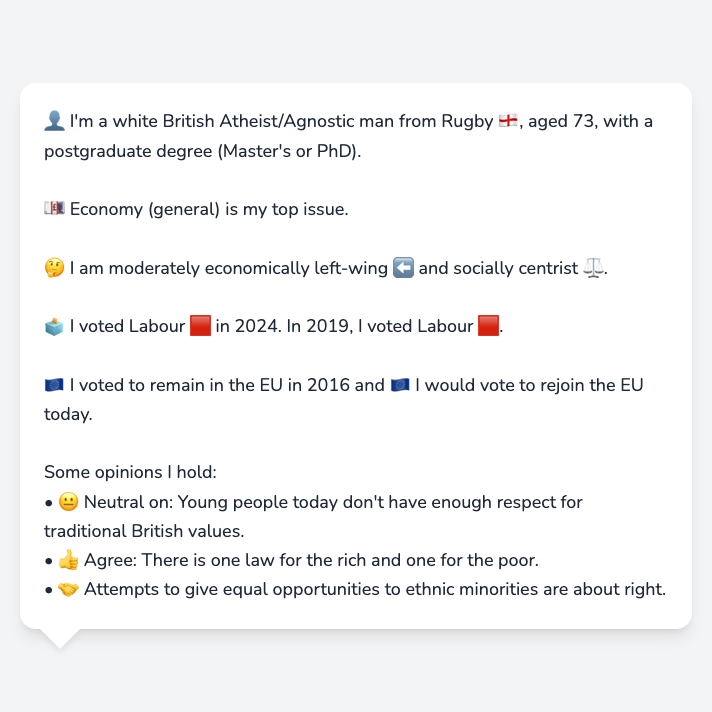 👤 I'm a white British Atheist/Agnostic man from Rugby 🏴󠁧󠁢󠁥󠁮󠁧󠁿, aged 73, with a
postgraduate degree (Master's or PhD).
💷 Economy (general) is my top issue.
🤔 I am moderately economically left-wing ⬅️ and socially centrist ⚖️.
🗳️ I voted Labour 🟥 in 2024. In 2019, I voted Labour 🟥.
🇪🇺 I voted to remain in the EU in 2016 and 🇪🇺 I would vote to rejoin the EU
today.
Some opinions I hold:
• 😐 Neutral on: Young people today don't have enough respect for
traditional British values.
• 👍 Agree: There is one law for the rich and one for the poor.
• 🤝 Attempts to give equal opportunities to ethnic minorities are about right.